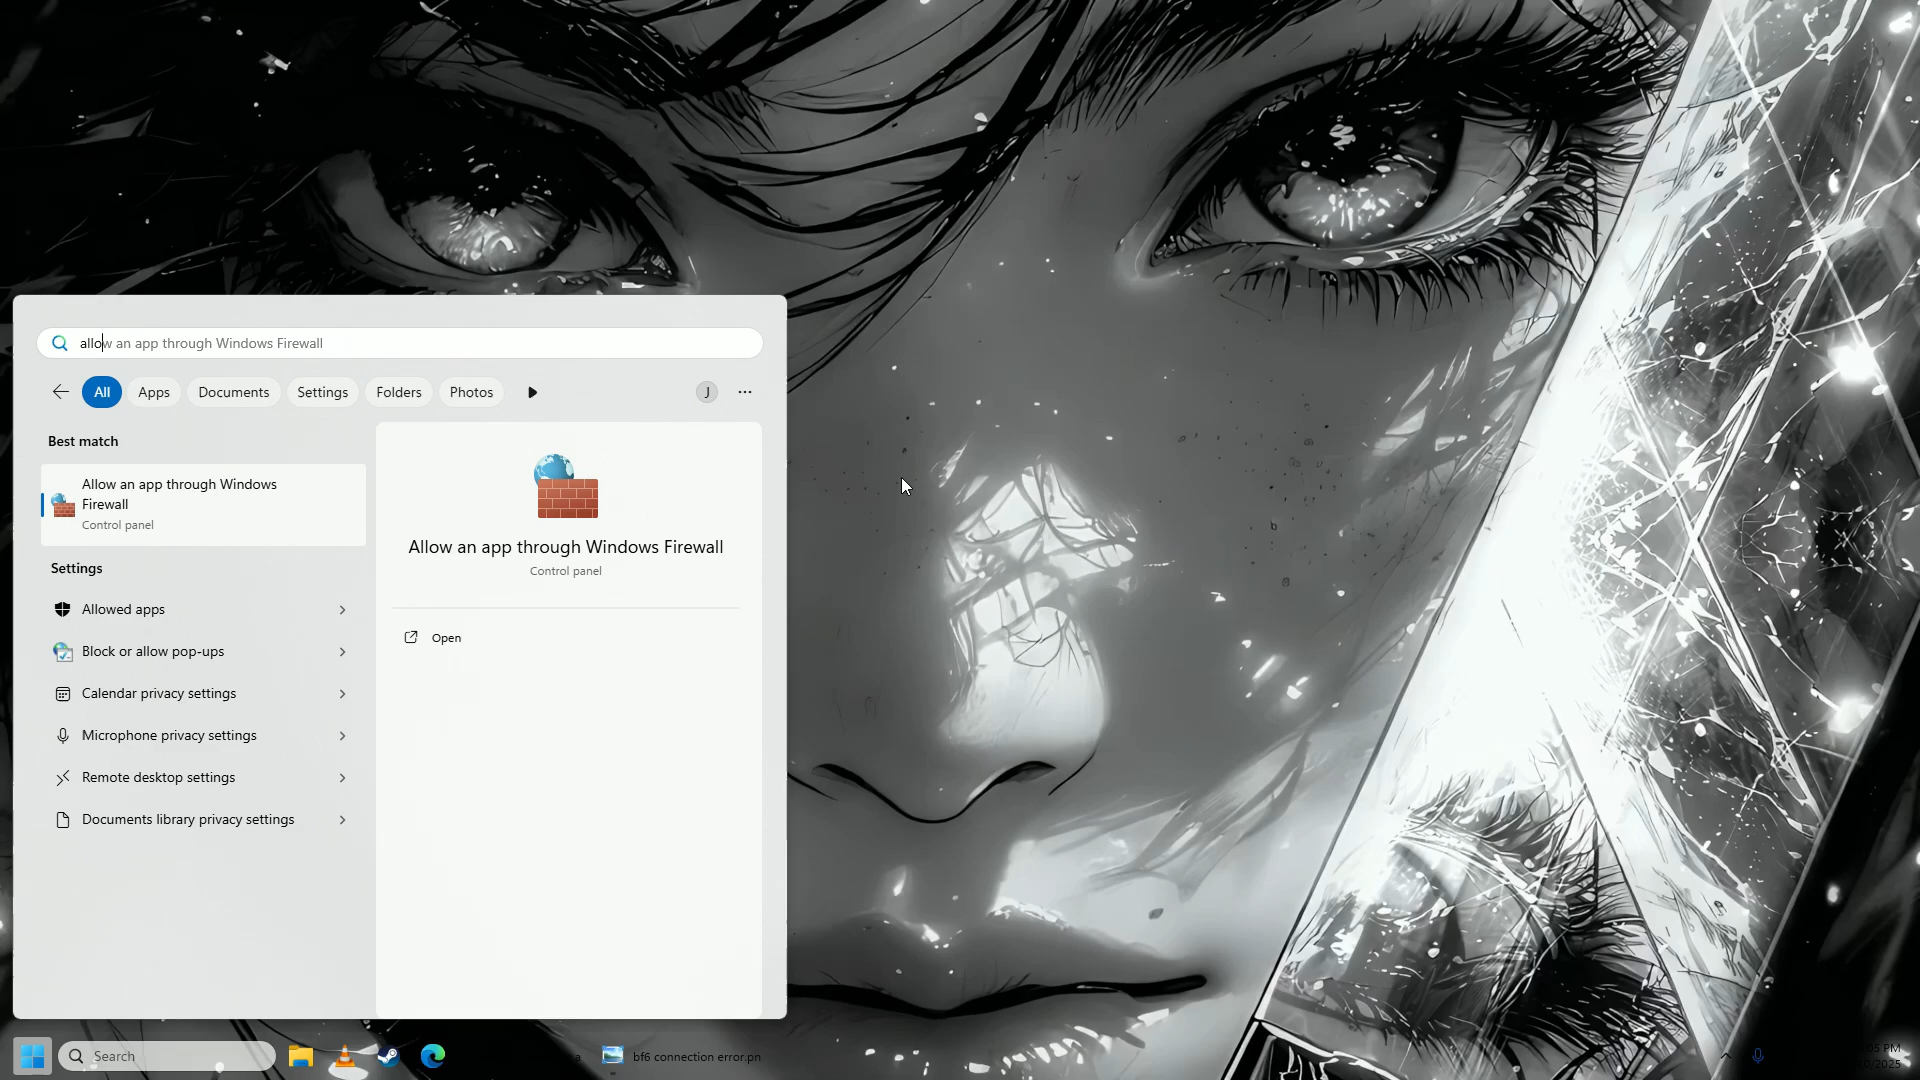 allow an app through Windows Firewall
All
Apps
Documents
Settings
Folders
Photos
J
Best match
Allow an app through Windows
Firewall
Control panel
Settings
Allowed apps
Block or allow pop-ups
Calendar privacy settings
Microphone privacy settings
Remote desktop settings
Documents library privacy settings
Allow an app through Windows Firewall
Control panel
Open
Search
bf6 connection error.pn
:05 PM
/2025